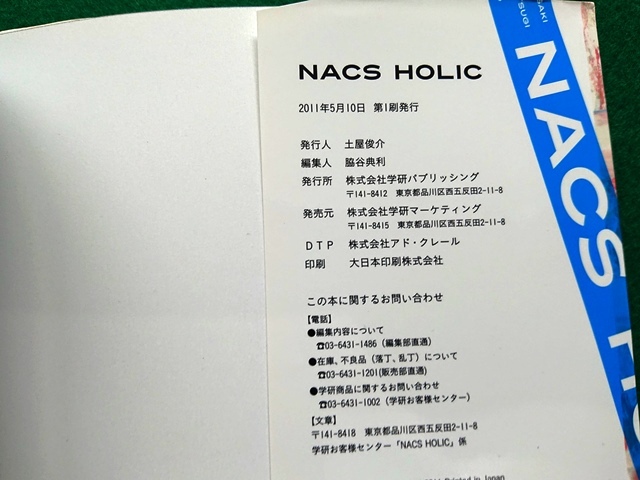 NACS HOLIC
2011年5月10日 第1刷発行
発行人 土屋俊介
編集人 脇谷典利
発行所 株式会社学研パブリッシング
〒141-8412 東京都品川区西五反田2-11-8
発売元 株式会社学研マーケティング
〒141-8415 東京都品川区西五反田2-11-8
DTP 株式会社アド・クレール
印刷 大日本印刷株式会社
この本に関するお問い合わせ
【電話】
●編集内容について
☎03-6431-1486（編集部直通）
●在庫、不良品（落丁、乱丁）について
☎03-6431-1201(販売部直通)
●学研商品に関するお問い合わせ
☎03-6431-1002（学研お客様センター）
【文章】
〒141-8418 東京都品川区西五反田2-11-8
学研お客様センター「NACS HOLIC」係
Printed in Japan
NACS